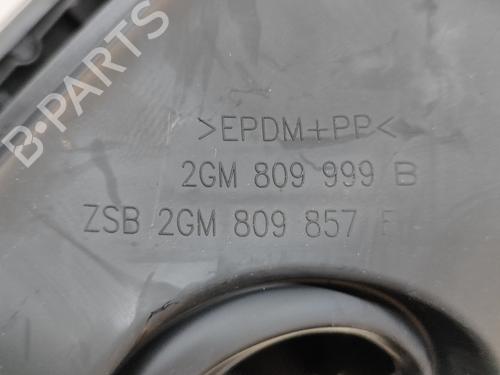 >EPDM+PP<
2GM 809 999 B
ZSB 2GM 809 857
B-PARTS